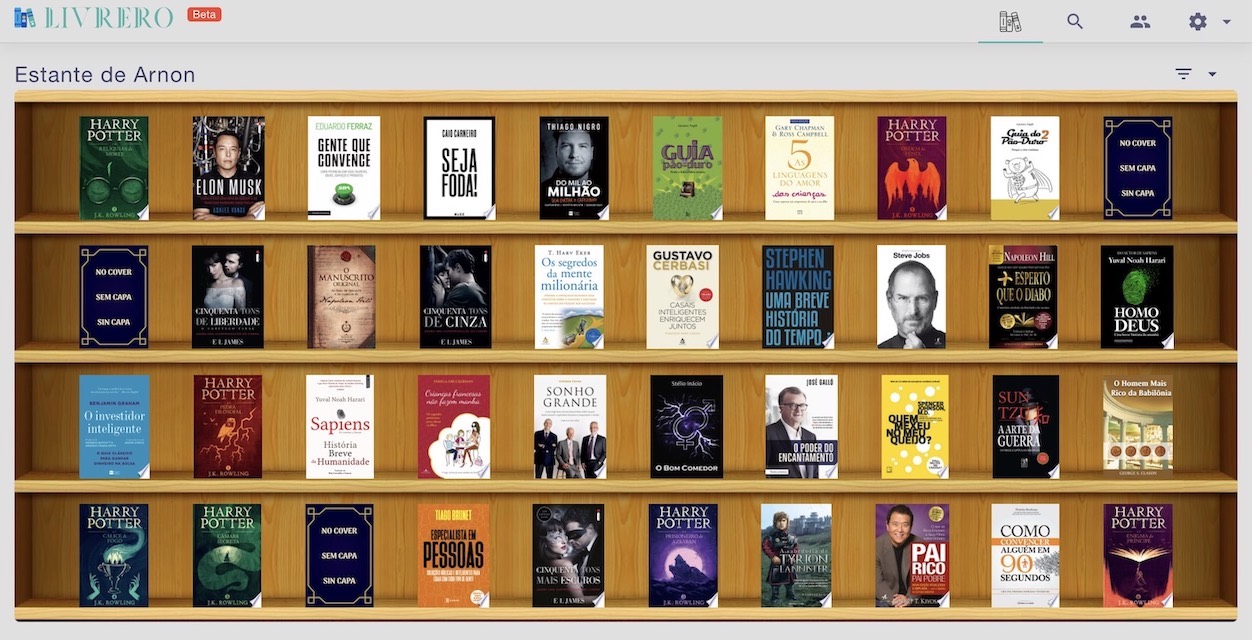 LIVRERO
Beta
Estante de Arnon
HARRY
POTTER
RELÍQUIAS DA
MORTE
J.K. ROWLING
ELON MUSK
ASHLEE VANCE
EDUARDO FERRAZ
GENTE QUE
CONVENCE
CAIO CARNEIRO
SEJA
FODA!
THIAGO NIGRO
DO MIL AO
MILHÃO
SEM CORTAR O CAFEZINHO
GUIA
pão-duro
GARY CHAPMAN
& ROSS CAMPBELL
5
AS
LINGUAGENS
DO AMOR
das crianças
HARRY
POTTER
J.K. ROWLING
Guia do 2
Pão-Duro
NO COVER
SEM CAPA
SIN CAPA
NO COVER
SEM CAPA
SIN CAPA
CINQUENTA TONS
DE LIBERDADE
E L JAMES
O
MANUSCRITO
ORIGINAL
Napoleon Hill
CINQUENTA TONS
DE CINZA
E L JAMES
T. HARV EKER
Os segredos
da mente
milionária
GUSTAVO
CERBASI
CASAIS
INTELIGENTES
ENRIQUECEM
JUNTOS
STEPHEN
HAWKING
UMA BREVE
HISTÓRIA
DO TEMPO
Steve Jobs
NAPOLEON HILL
+ ESPERTO
QUE O DIABO
DO AUTOR DE SAPIENS
Yuval Noah Harari
HOMO
DEUS
BENJAMIN GRAHAM
O investidor
inteligente
HARRY
POTTER
PEDRA
FILOSOFAL
J.K. ROWLING
Yuval Noah Harari
Sapiens
História
Breve
da Humanidade
Crianças francesas
não fazem manha
SONHO
GRANDE
Stélio Inácio
O BOM COMEDOR
JOSÉ GALLÓ
O PODER DO
ENCANTAMENTO
SPENCER
JOHNSON,
M.D.
QUEM
MEXEU
NO MEU
QUEIJO?
SUN
TZU
A ARTE DA
GUERRA
O Homem Mais
Rico da Babilônia
GEORGE S. CLASON
HARRY
POTTER
CÁLICE DE
FOGO
J.K. ROWLING
HARRY
POTTER
CÂMARA
SECRETA
J.K. ROWLING
NO COVER
SEM CAPA
SIN CAPA
TIAGO BRUNET
ESPECIALISTA EM
PESSOAS
CINQUENTA TONS
MAIS ESCUROS
E L JAMES
HARRY
POTTER
PRISIONEIRO DE
AZKABAN
J.K. ROWLING
A sabedoria de
TYRION
LANNISTER
PAI
RICO
PAI POBRE
COMO
CONVENCER
ALGUÉM EM
90
SEGUNDOS
HARRY
POTTER
ENIGMA DO
PRÍNCIPE
J.K. ROWLING